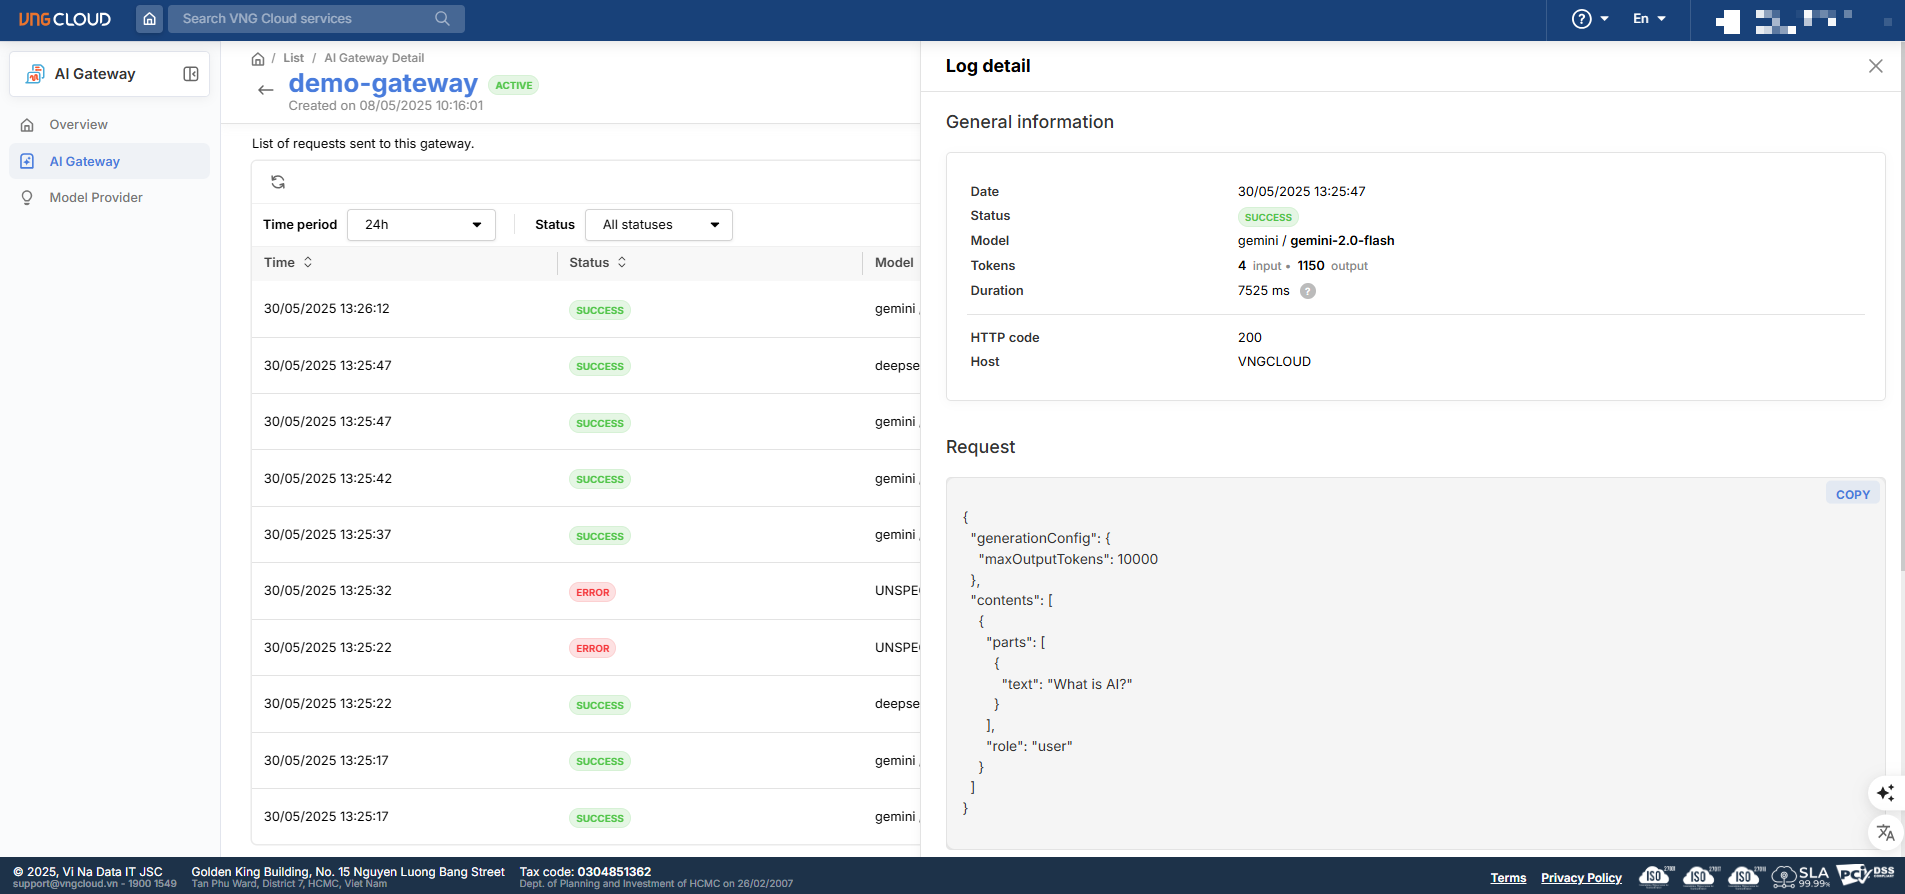 VNGCLOUD
Search VNG Cloud services
?
En
AI Gateway
Overview
AI Gateway
Model Provider
/ List / AI Gateway Detail
demo-gateway ACTIVE
Created on 08/05/2025 10:16:01
List of requests sent to this gateway.
Time period 24h Status All statuses
Time Status Model
30/05/2025 13:26:12 SUCCESS gemini /
30/05/2025 13:25:47 SUCCESS deepse
30/05/2025 13:25:47 SUCCESS gemini /
30/05/2025 13:25:42 SUCCESS gemini /
30/05/2025 13:25:37 SUCCESS gemini /
30/05/2025 13:25:32 ERROR UNSPE
30/05/2025 13:25:22 ERROR UNSPE
30/05/2025 13:25:22 SUCCESS deepse
30/05/2025 13:25:17 SUCCESS gemini /
30/05/2025 13:25:17 SUCCESS gemini /
Log detail
General information
Date 30/05/2025 13:25:47
Status SUCCESS
Model gemini / gemini-2.0-flash
Tokens 4 input • 1150 output
Duration 7525 ms ?
HTTP code 200
Host VNGCLOUD
Request
COPY
{
"generationConfig": {
"maxOutputTokens": 10000
},
"contents": [
{
"parts": [
{
"text": "What is AI?"
}
],
"role": "user"
}
]
}
© 2025, Vi Na Data IT JSC
support@vngcloud.vn - 1900 1549
Golden King Building, No. 15 Nguyen Luong Bang Street
Tan Phu Ward, District 7, HCMC, Viet Nam
Tax code: 0304851362
Dept. of Planning and Investment of HCMC on 26/02/2007
Terms
Privacy Policy
ISO
ISO
ISO
SLA
99.99%
PCI DSS